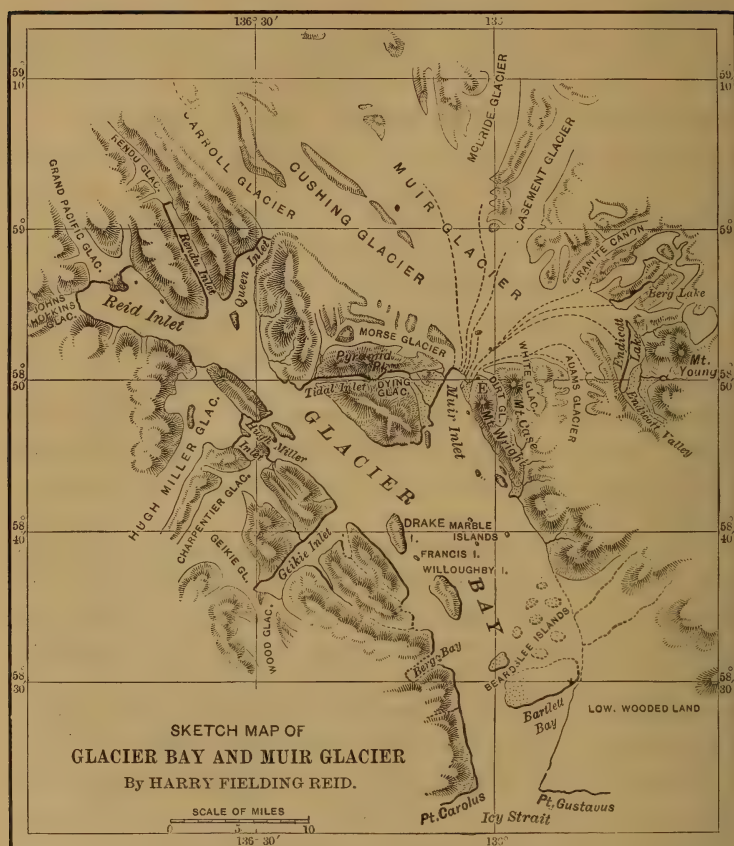 136° 30'
59° 10'
59° 10'
MCBRIDE GLACIER
CARROLL GLACIER
MUIR GLACIER
CASEMENT GLACIER
RENDU GLAC.
CUSHING GLACIER
GRAND PACIFIC GLAC.
59°
59°
Rendu Inlet
Queen Inlet
GRANITE CANON
JOHNS HOPKINS GLAC.
Reid Inlet
Berg Lake
MORSE GLACIER
Pyramid Pk.
Endicott Lake
Mt. Young
58° 50'
58° 50'
Tidal Inlet
DYING GLAC.
Muir Inlet
E
DIRT GL.
WHITE GLAC.
ADAMS GLACIER
Mt. Case
Mt. Wright
Endicott Valley
GLACIER BAY
HUGH MILLER GLAC.
Hugh Miller Inlet
CHARPENTIER GLAC.
58° 40'
58° 40'
DRAKE I.
MARBLE ISLANDS
GEIKIE GL.
Geikie Inlet
FRANCIS I.
WILLOUGHBY I.
WOOD GLAC.
BEARDSLEE ISLANDS
Berg Bay
58° 30'
58° 30'
Bartlett Bay
LOW, WOODED LAND
SKETCH MAP OF
GLACIER BAY AND MUIR GLACIER
By HARRY FIELDING REID.
SCALE OF MILES
0 5 10
Pt. Carolus
Icy Strait
Pt. Gustavus
136° 30'